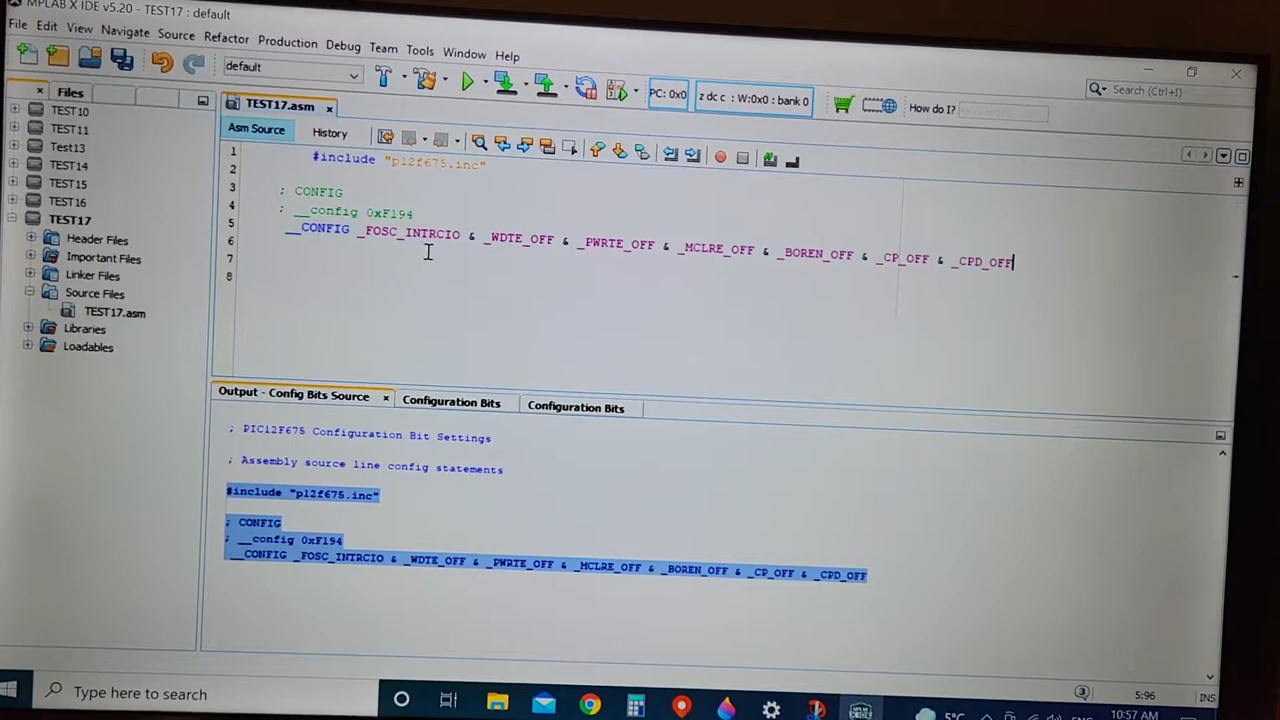 MPLAB X IDE v5.20 - TEST17 : default
File Edit View Navigate Source Refactor Production Debug Team Tools Window Help
default
PC: 0x0
z dc c : W:0x0 : bank 0
How do I?
Search (Ctrl+I)
Files
TEST10
TEST11
Test13
TEST14
TEST15
TEST16
TEST17
Header Files
Important Files
Linker Files
Source Files
TEST17.asm
Libraries
Loadables
TEST17.asm
Asm Source
History
1 #include "p12f675.inc"
2
3 ; CONFIG
4 ; __config 0xF194
5 __CONFIG _FOSC_INTRCIO & _WDTE_OFF & _PWRTE_OFF & _MCLRE_OFF & _BOREN_OFF & _CP_OFF & _CPD_OFF
6
7
8
Output - Config Bits Source
Configuration Bits
Configuration Bits
; PIC12F675 Configuration Bit Settings
; Assembly source line config statements
#include "p12f675.inc"
; CONFIG
; __config 0xF194
__CONFIG _FOSC_INTRCIO & _WDTE_OFF & _PWRTE_OFF & _MCLRE_OFF & _BOREN_OFF & _CP_OFF & _CPD_OFF
3
5:96
INS
Type here to search
5°C
ENG
10:57 AM